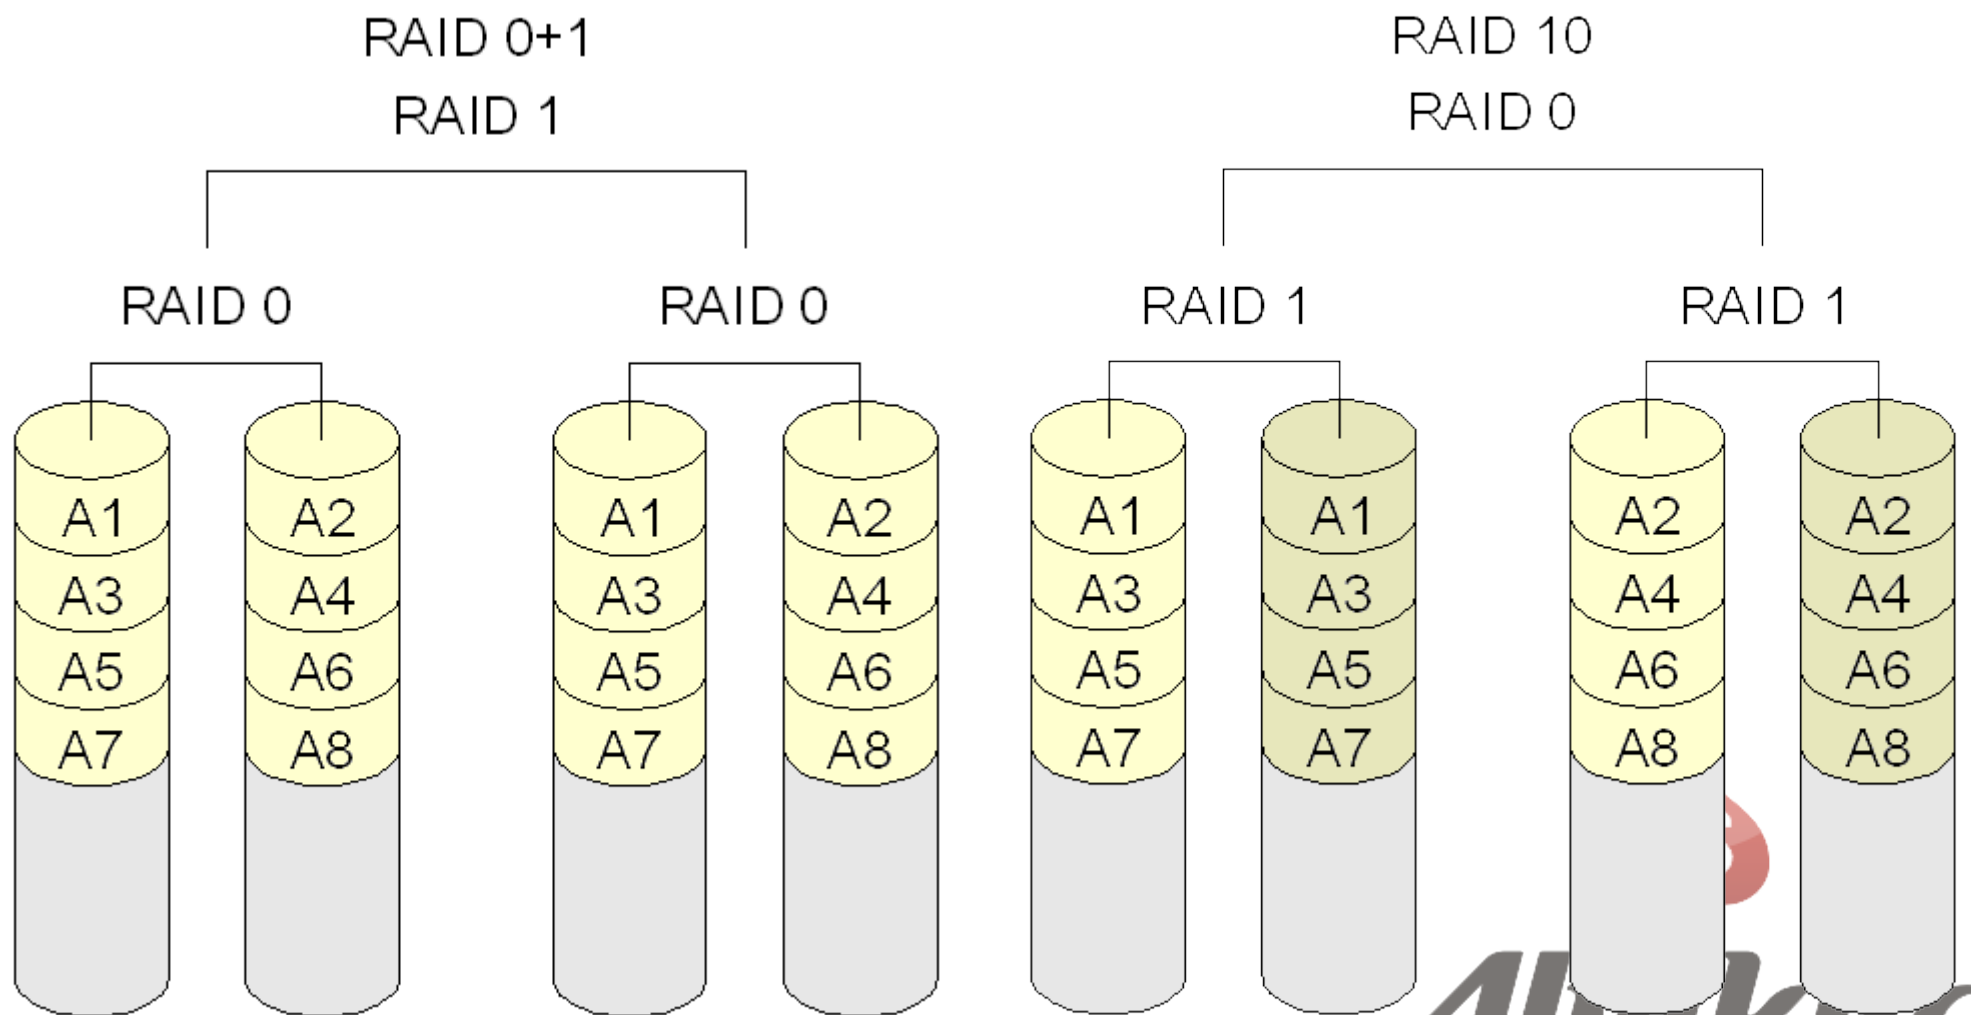 RAID 0+1
RAID 1
RAID 0 RAID 0
A1 A2 A1 A2
A3 A4 A3 A4
A5 A6 A5 A6
A7 A8 A7 A8
RAID 10
RAID 0
RAID 1 RAID 1
A1 A1 A2 A2
A3 A3 A4 A4
A5 A5 A6 A6
A7 A7 A8 A8